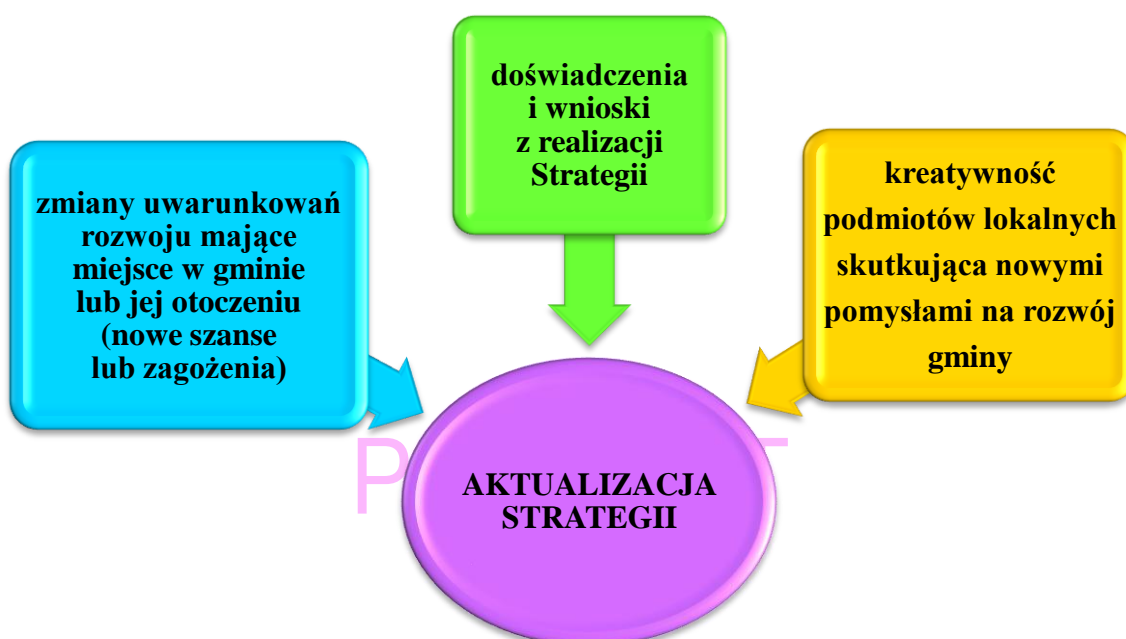 doświadczenia
i wnioski
z realizacji
Strategii
zmiany uwarunkowań
rozwoju mające
miejsce w gminie
lub jej otoczeniu
(nowe szanse
lub zagożenia)
kreatywność
podmiotów lokalnych
skutkująca nowymi
pomysłami na rozwój
gminy
AKTUALIZACJA
STRATEGII